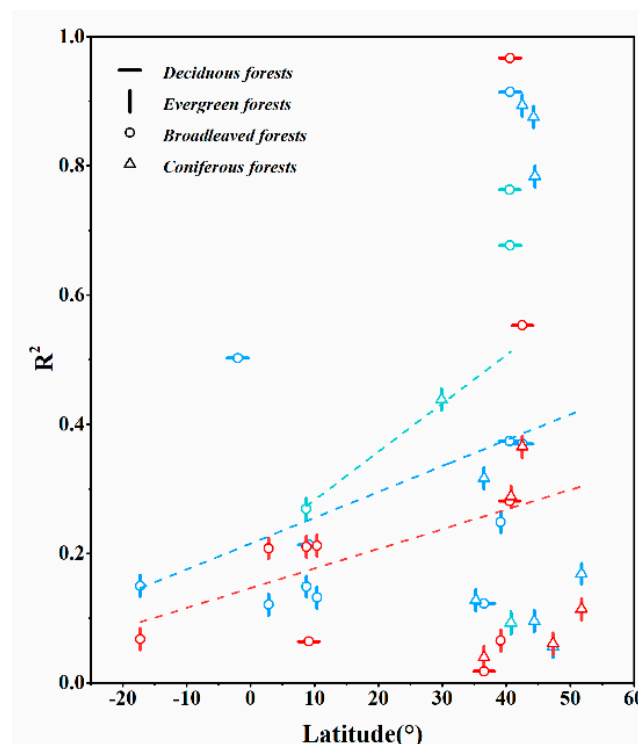 1.0
Deciduous forests
Evergreen forests
Broadleaved forests
Coniferous forests
0.8
0.6
R²
0.4
0.2
0.0
-20 -10 0 10 20 30 40 50 60
Latitude(°)